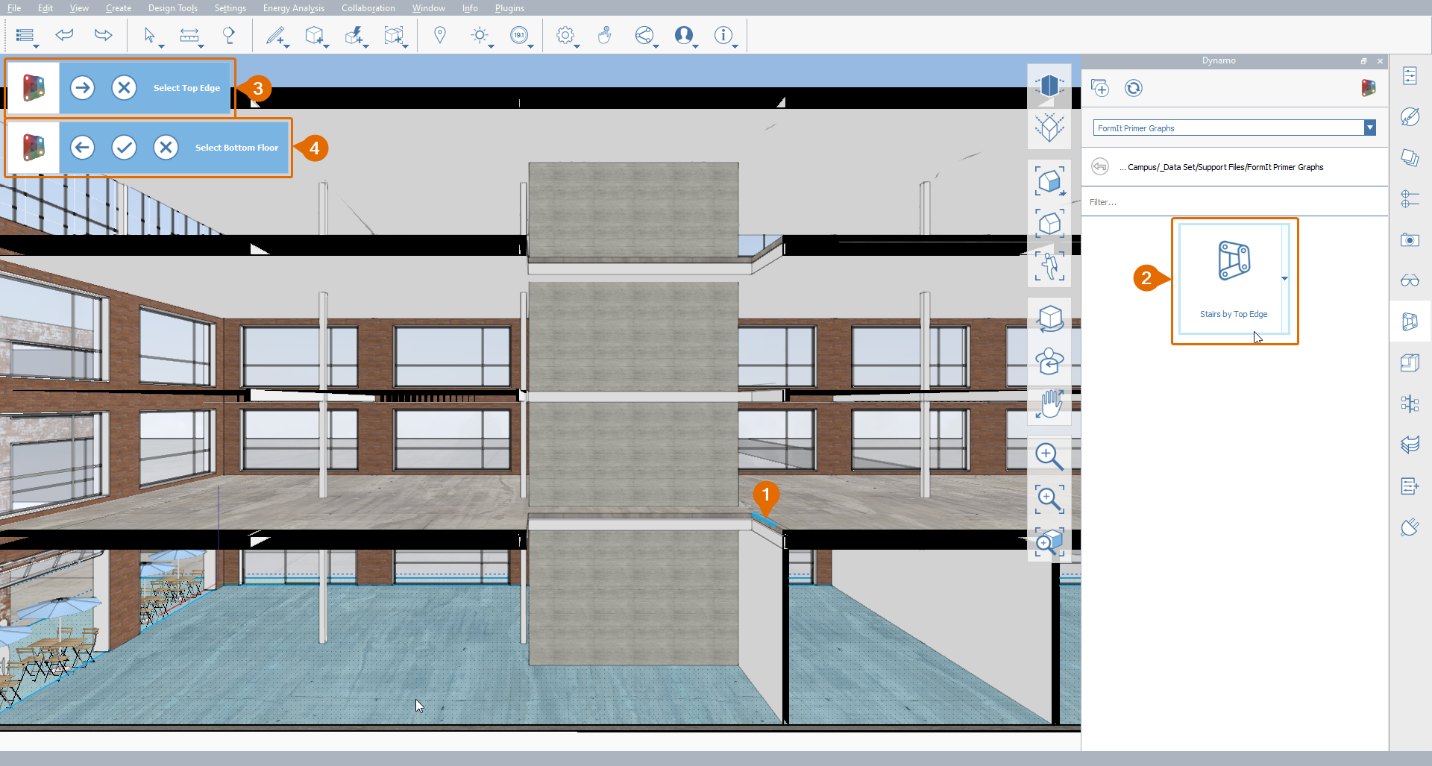 File Edit View Create Design Tools Settings Energy Analysis Collaboration Window Info Plugins
Dynamo
Select Top Edge
3
Select Bottom Floor
4
FormIt Primer Graphs
... Campus/_Data Set/Support Files/FormIt Primer Graphs
Filter...
2
Stairs by Top Edge
1